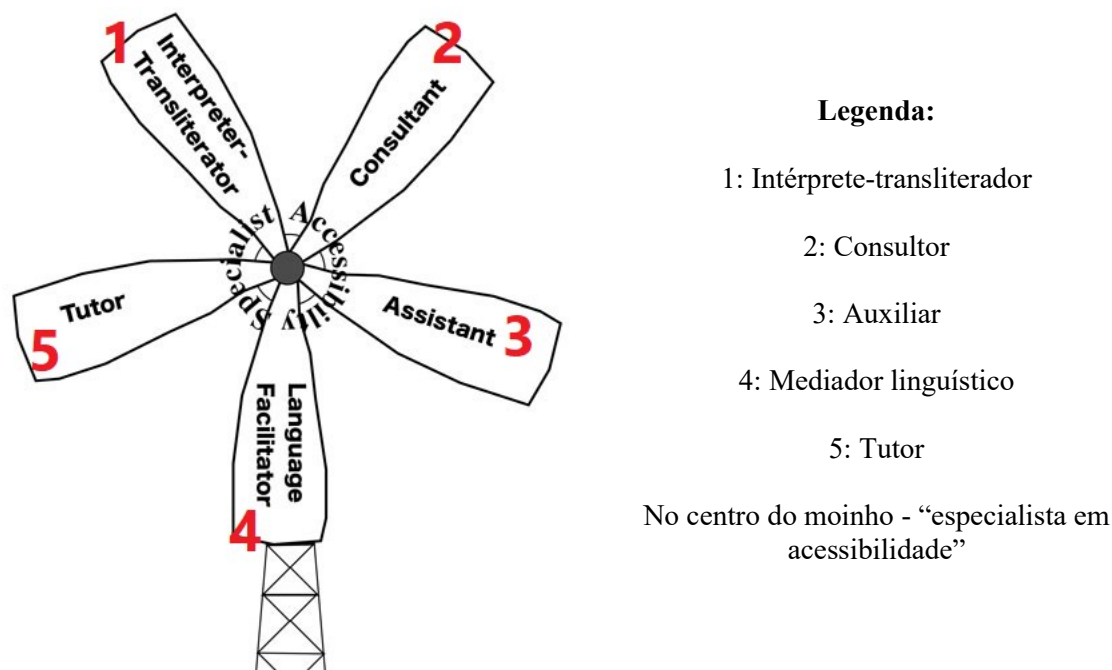 1
Interpreter-
Transliterator
2
Consultant
Assistant 3
Language
Facilitator
4
Tutor
5
Accessibilty Specialist
Legenda:
1: Intérprete-transliterador
2: Consultor
3: Auxiliar
4: Mediador linguístico
5: Tutor
No centro do moinho - “especialista em
acessibilidade”